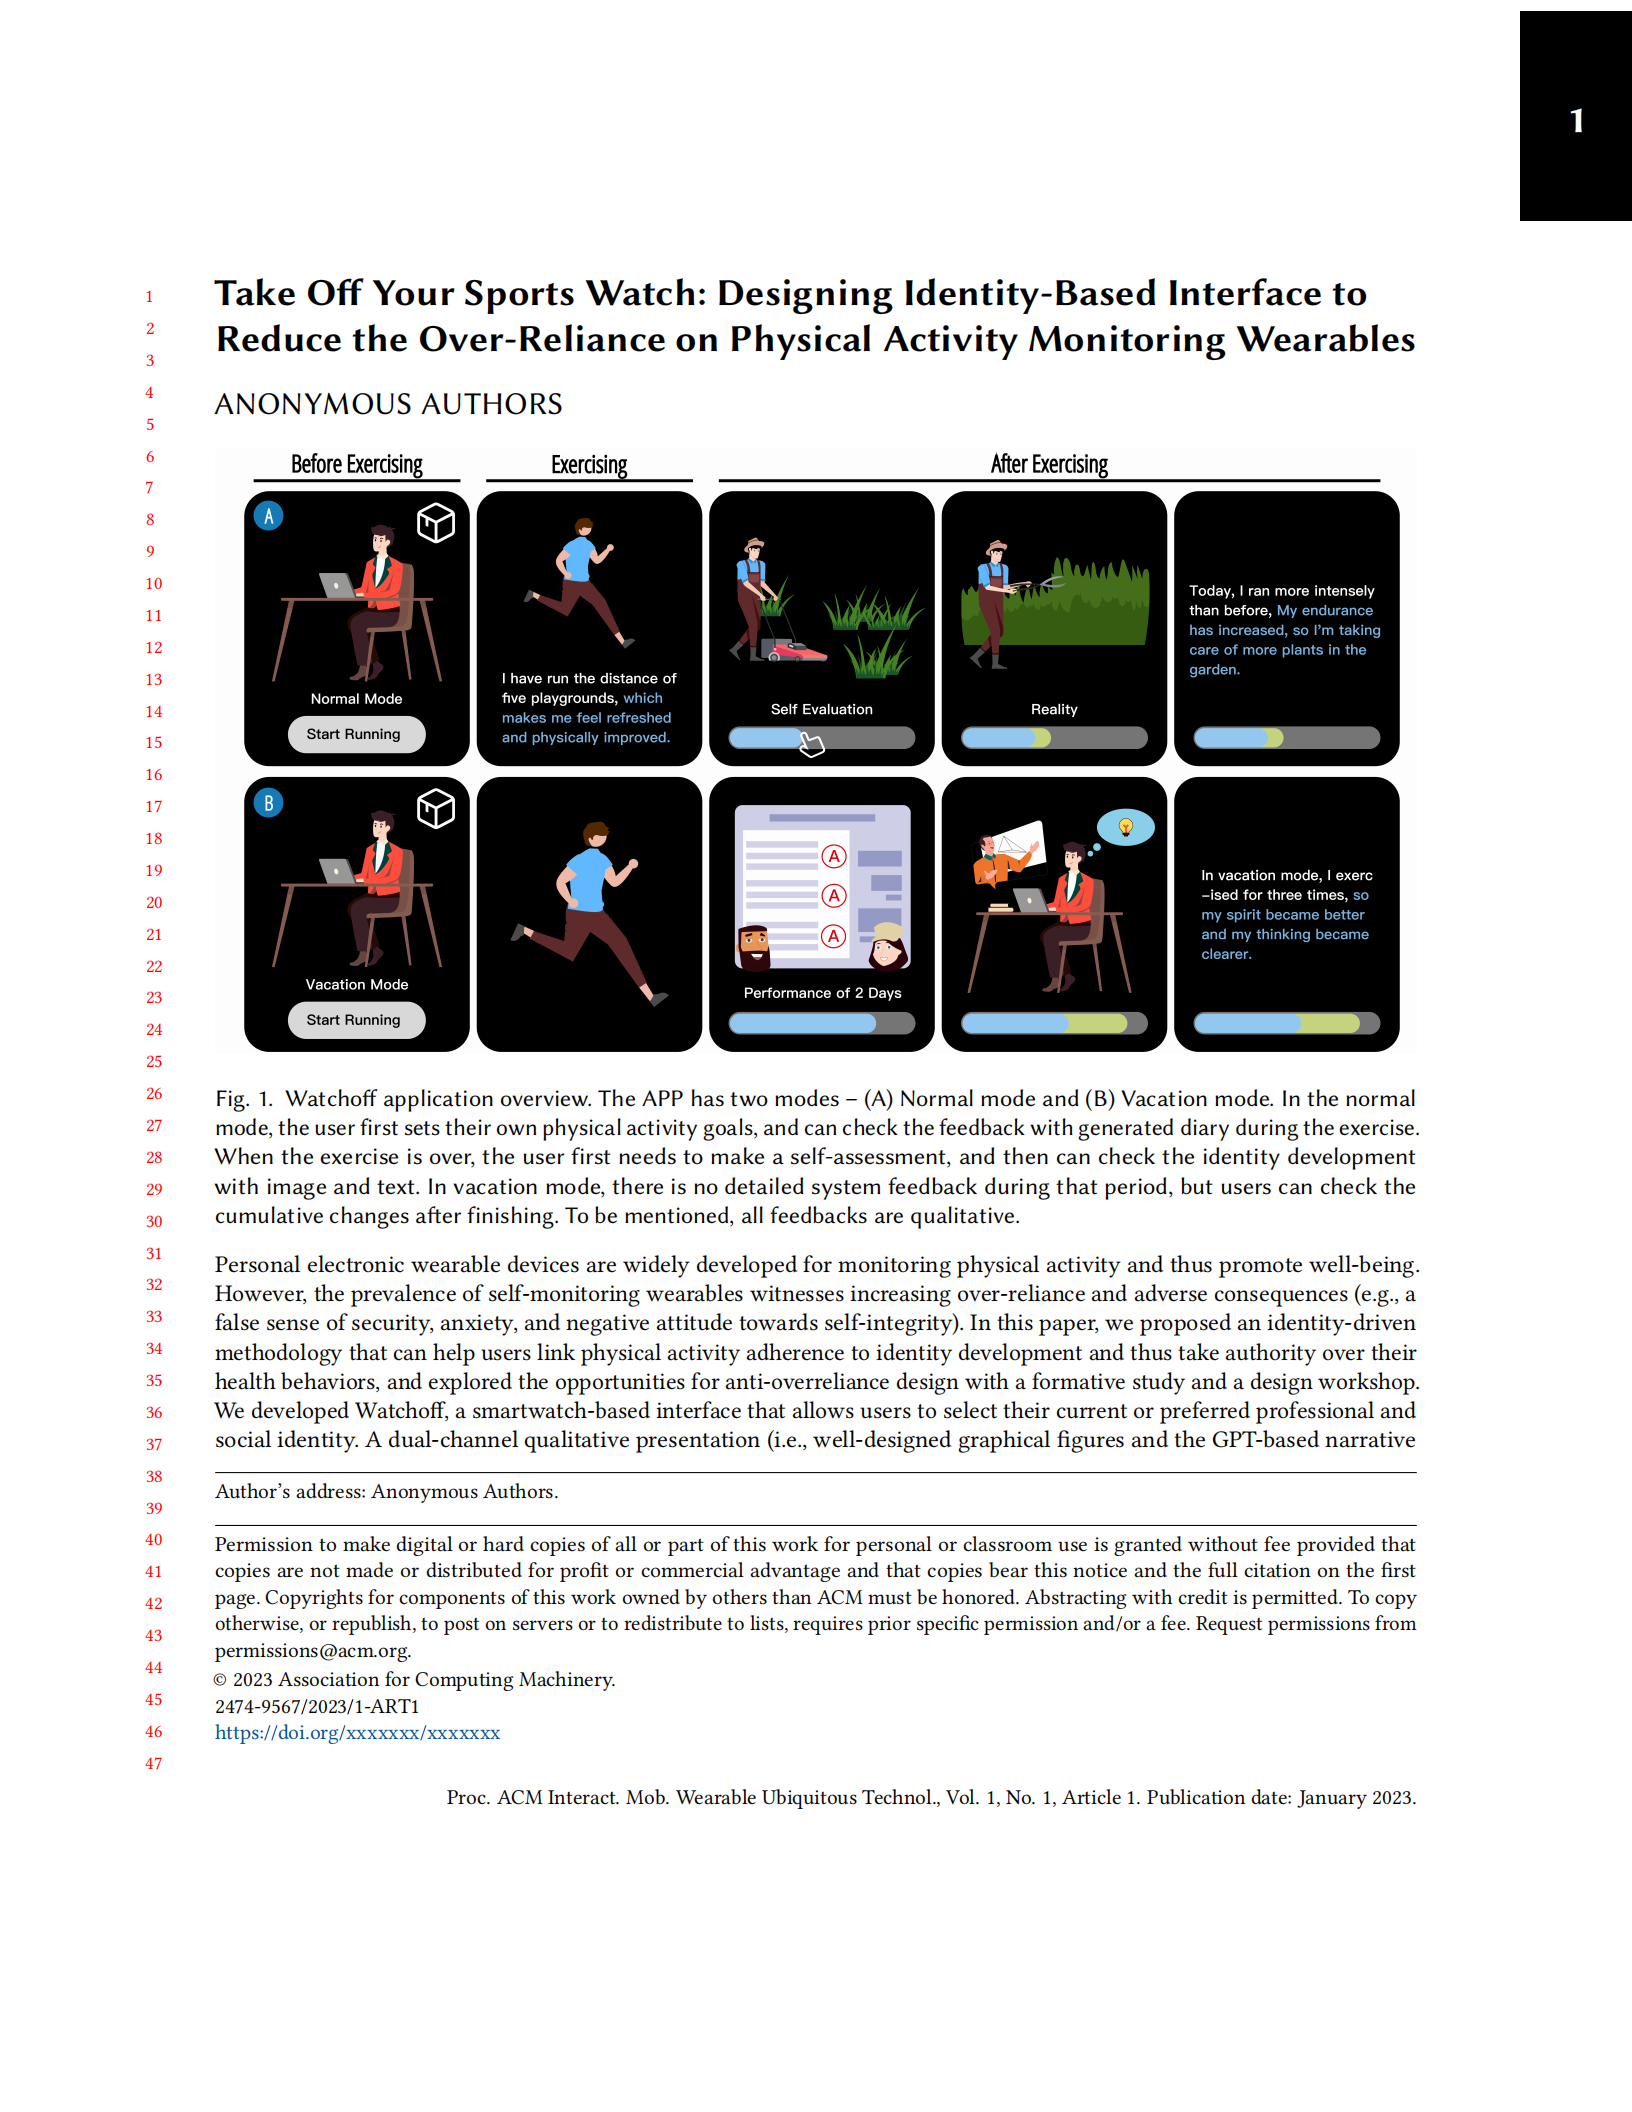 1
Take Off Your Sports Watch: Designing Identity-Based Interface to
Reduce the Over-Reliance on Physical Activity Monitoring Wearables
ANONYMOUS AUTHORS
Before Exercising
Exercising
After Exercising
A
Normal Mode
Start Running
I have run the distance of
five playgrounds, which
makes me feel refreshed
and physically improved.
Self Evaluation
Reality
Today, I ran more intensely
than before, My endurance
has increased, so I'm taking
care of more plants in the
garden.
B
Vacation Mode
Start Running
A
A
A
Performance of 2 Days
In vacation mode, I exerc
-ised for three times, so
my spirit became better
and my thinking became
clearer.
Fig. 1. Watchoff application overview. The APP has two modes – (A) Normal mode and (B) Vacation mode. In the normal
mode, the user first sets their own physical activity goals, and can check the feedback with generated diary during the exercise.
When the exercise is over, the user first needs to make a self-assessment, and then can check the identity development
with image and text. In vacation mode, there is no detailed system feedback during that period, but users can check the
cumulative changes after finishing. To be mentioned, all feedbacks are qualitative.
Personal electronic wearable devices are widely developed for monitoring physical activity and thus promote well-being.
However, the prevalence of self-monitoring wearables witnesses increasing over-reliance and adverse consequences (e.g., a
false sense of security, anxiety, and negative attitude towards self-integrity). In this paper, we proposed an identity-driven
methodology that can help users link physical activity adherence to identity development and thus take authority over their
health behaviors, and explored the opportunities for anti-overreliance design with a formative study and a design workshop.
We developed Watchoff, a smartwatch-based interface that allows users to select their current or preferred professional and
social identity. A dual-channel qualitative presentation (i.e., well-designed graphical figures and the GPT-based narrative
Author's address: Anonymous Authors.
Permission to make digital or hard copies of all or part of this work for personal or classroom use is granted without fee provided that
copies are not made or distributed for profit or commercial advantage and that copies bear this notice and the full citation on the first
page. Copyrights for components of this work owned by others than ACM must be honored. Abstracting with credit is permitted. To copy
otherwise, or republish, to post on servers or to redistribute to lists, requires prior specific permission and/or a fee. Request permissions from
permissions@acm.org.
© 2023 Association for Computing Machinery.
2474-9567/2023/1-ART1
https://doi.org/xxxxxxx/xxxxxxx
Proc. ACM Interact. Mob. Wearable Ubiquitous Technol., Vol. 1, No. 1, Article 1. Publication date: January 2023.
1
2
3
4
5
6
7
8
9
10
11
12
13
14
15
16
17
18
19
20
21
22
23
24
25
26
27
28
29
30
31
32
33
34
35
36
37
38
39
40
41
42
43
44
45
46
47